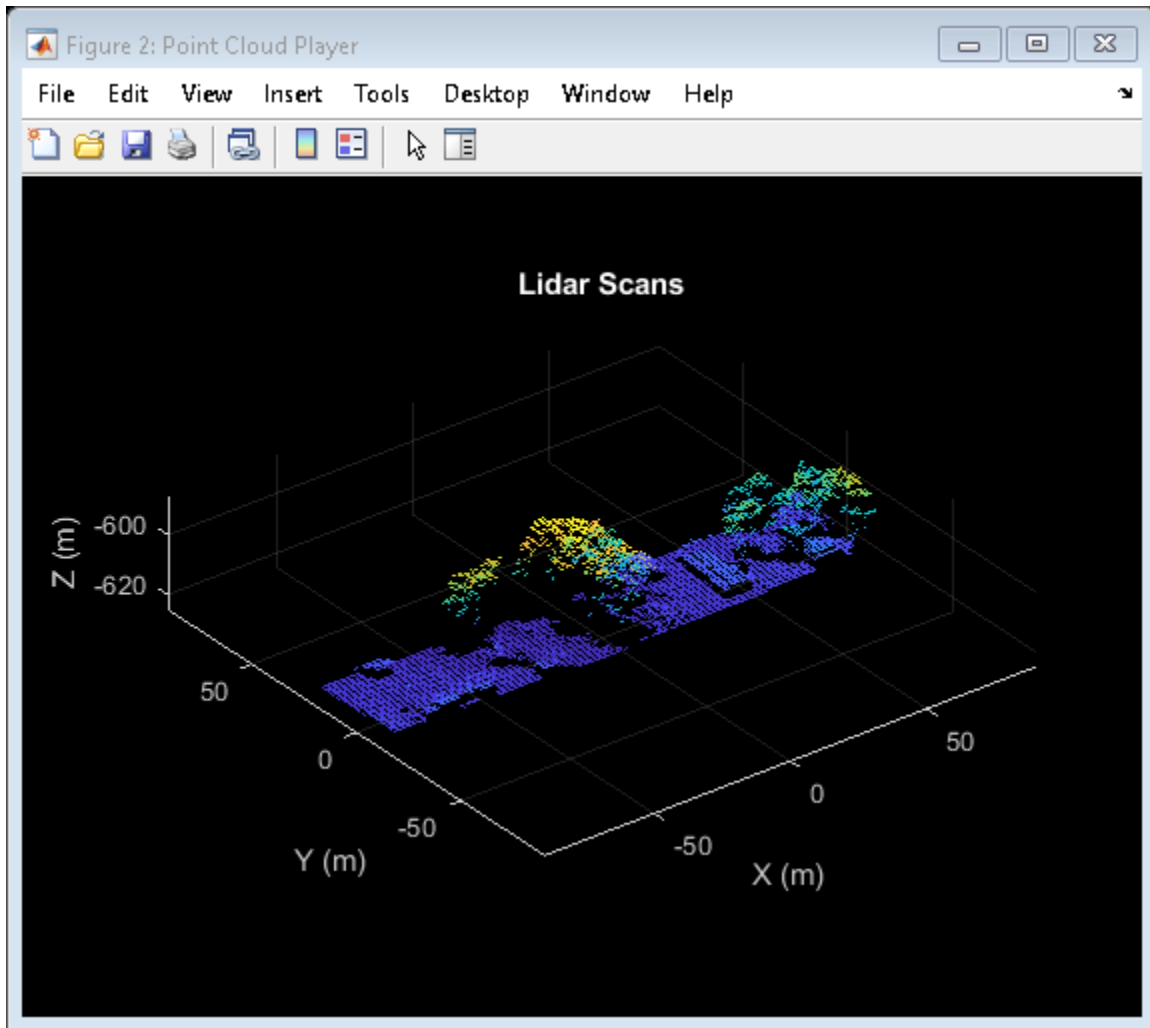 Figure 2: Point Cloud Player
File Edit View Insert Tools Desktop Window Help
Lidar Scans
Z (m)
-600
-620
50
0
-50
Y (m)
50
0
-50
X (m)